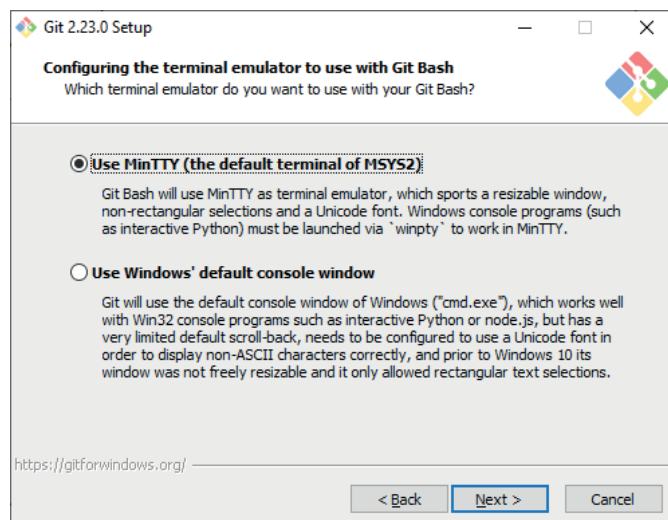 Git 2.23.0 Setup
Configuring the terminal emulator to use with Git Bash
Which terminal emulator do you want to use with your Git Bash?
Use MinTTY (the default terminal of MSYS2)
Git Bash will use MinTTY as terminal emulator, which sports a resizable window,
non-rectangular selections and a Unicode font. Windows console programs (such
as interactive Python) must be launched via `winpty` to work in MinTTY.
Use Windows' default console window
Git will use the default console window of Windows ("cmd.exe"), which works well
with Win32 console programs such as interactive Python or node.js, but has a
very limited default scroll-back, needs to be configured to use a Unicode font in
order to display non-ASCII characters correctly, and prior to Windows 10 its
window was not freely resizable and it only allowed rectangular text selections.
https://gitforwindows.org/
< Back
Next >
Cancel